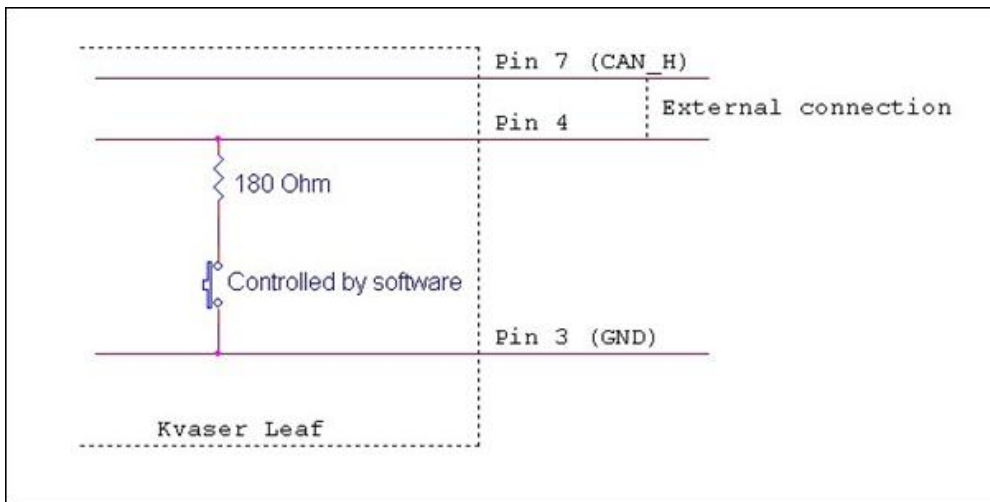 Pin 7 (CAN_H)
External connection
Pin 4
180 Ohm
Controlled by software
Pin 3 (GND)
Kvaser Leaf